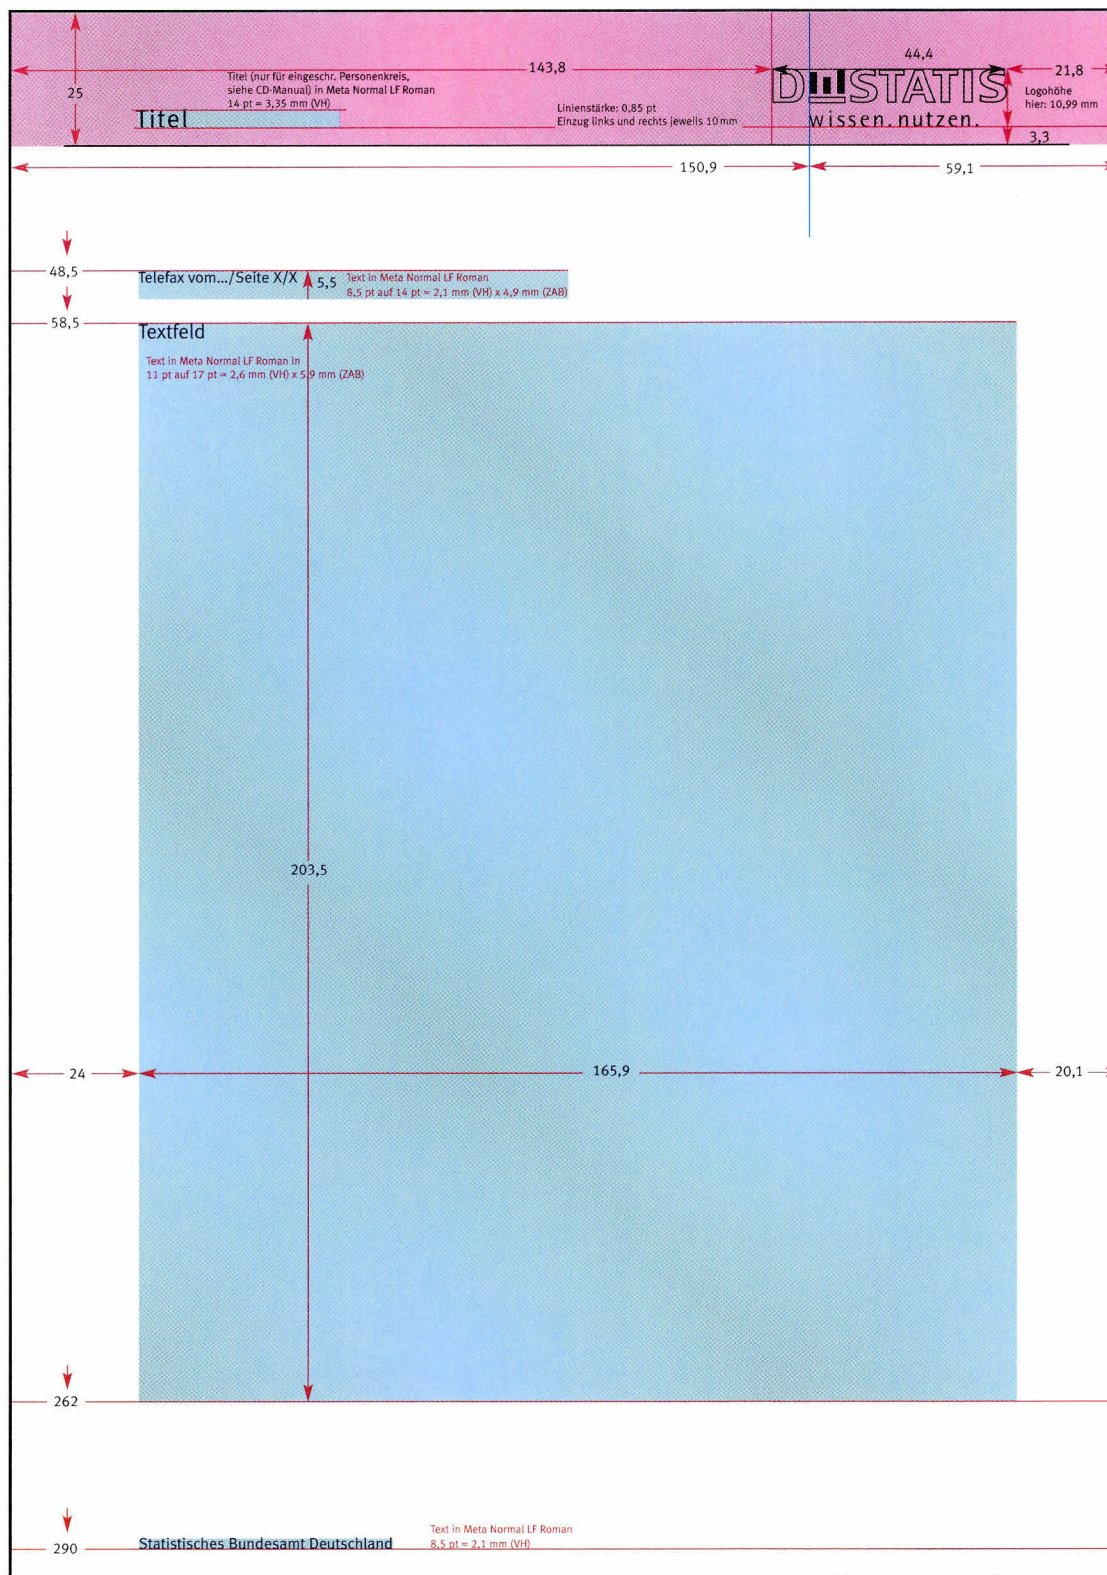 44,4
143,8
21,8
Titel (nur für eingeschr. Personenkreis,
siehe CD-Manual) in Meta Normal LF Roman
14 pt = 3,35 mm (VH)
25
DESTATIS
Logohöhe
hier: 10,99 mm
Titel
Linienstärke: 0,85 pt
Einzug links und rechts jeweils 10 mm
wissen.nutzen.
3,3
150,9
59,1
48,5
Telefax vom.../Seite X/X
5,5
Text in Meta Normal LF Roman
8,5 pt auf 14 pt = 2,1 mm (VH) x 4,9 mm (ZAB)
58,5
Textfeld
Text in Meta Normal LF Roman in
11 pt auf 17 pt = 2,6 mm (VH) x 5,9 mm (ZAB)
203,5
24
165,9
20,1
262
Text in Meta Normal LF Roman
8,5 pt = 2,1 mm (VH)
290
Statistisches Bundesamt Deutschland